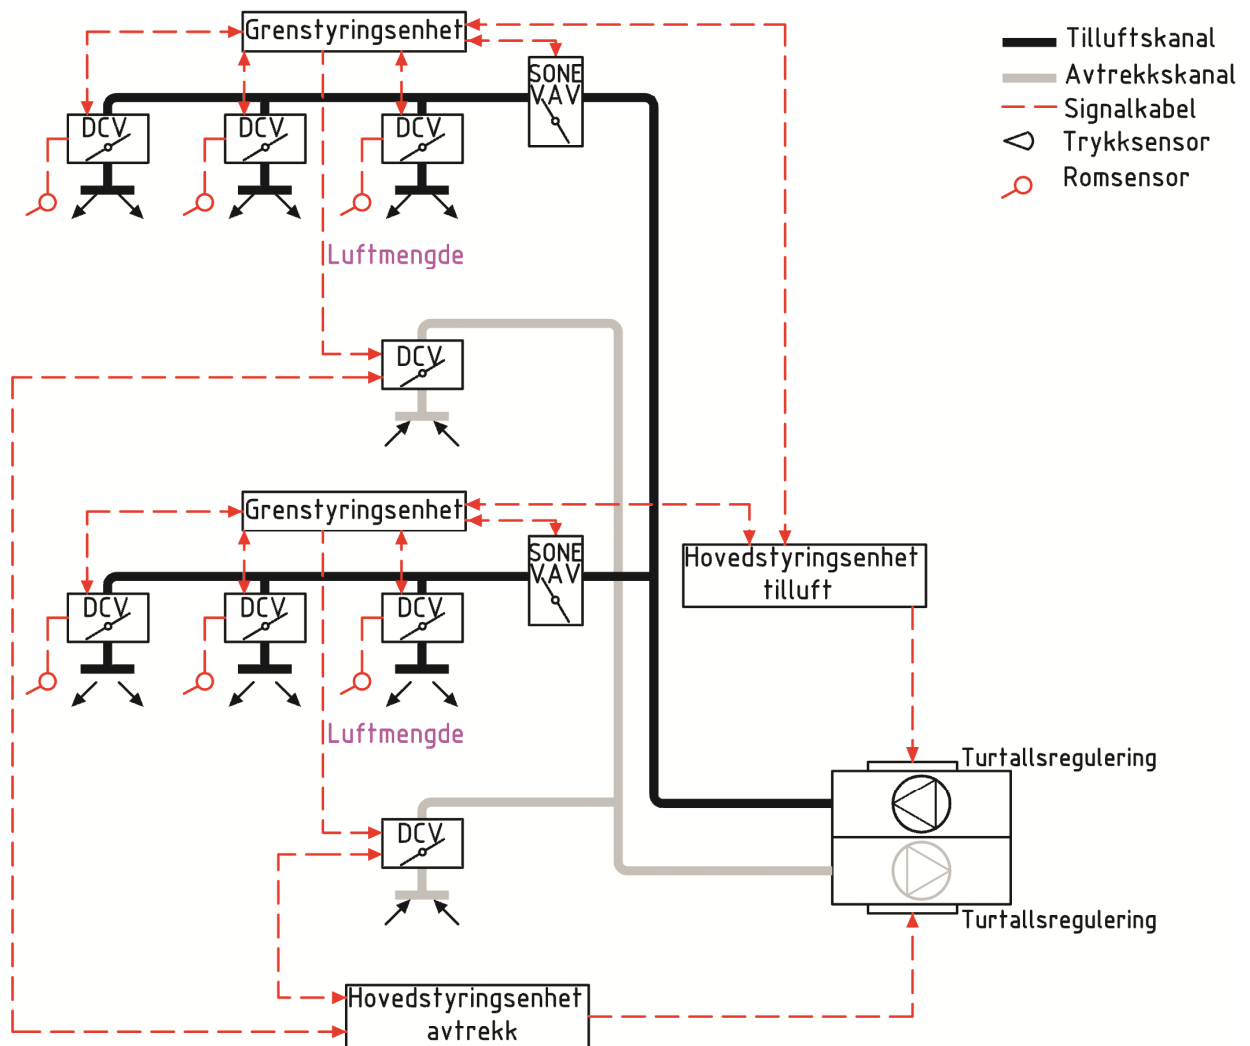 Grenstyringsenhet
Tilluftskanal
Avtrekkskanal
Signalkabel
Trykksensor
Romsensor
SONE
VAV
DCV
DCV
DCV
Luftmengde
DCV
Grenstyringsenhet
SONE
VAV
Hovedstyringsenhet
tilluft
DCV
DCV
DCV
Luftmengde
Turtallsregulering
DCV
Turtallsregulering
Hovedstyringsenhet
avtrekk